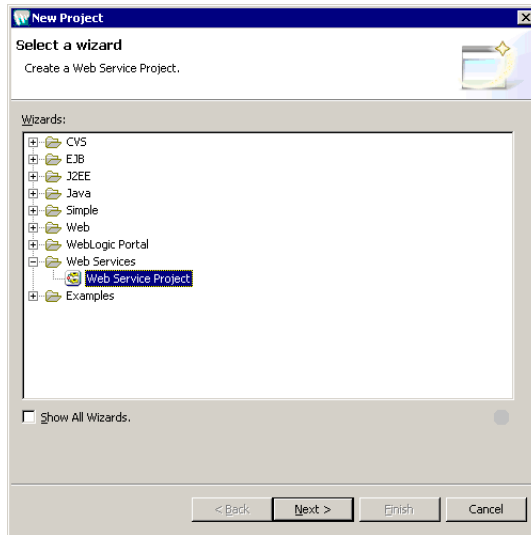 New Project
Select a wizard
Create a Web Service Project.
Wizards:
CVS
EJB
J2EE
Java
Simple
Web
WebLogic Portal
Web Services
Web Service Project
Examples
Show All Wizards.
< Back Next > Finish Cancel